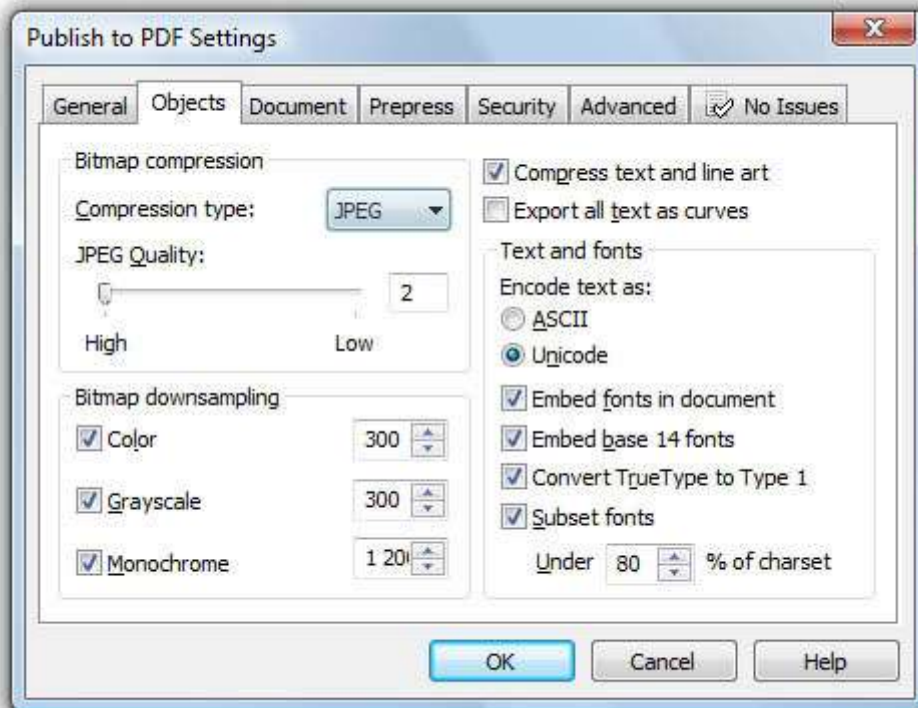 Publish to PDF Settings
General Objects Document Prepress Security Advanced No Issues
Bitmap compression
Compression type: JPEG
JPEG Quality:
2
High Low
Bitmap downsampling
Color 300
Grayscale 300
Monochrome 1 20
Compress text and line art
Export all text as curves
Text and fonts
Encode text as:
ASCII
Unicode
Embed fonts in document
Embed base 14 fonts
Convert TrueType to Type 1
Subset fonts
Under 80 % of charset
OK Cancel Help